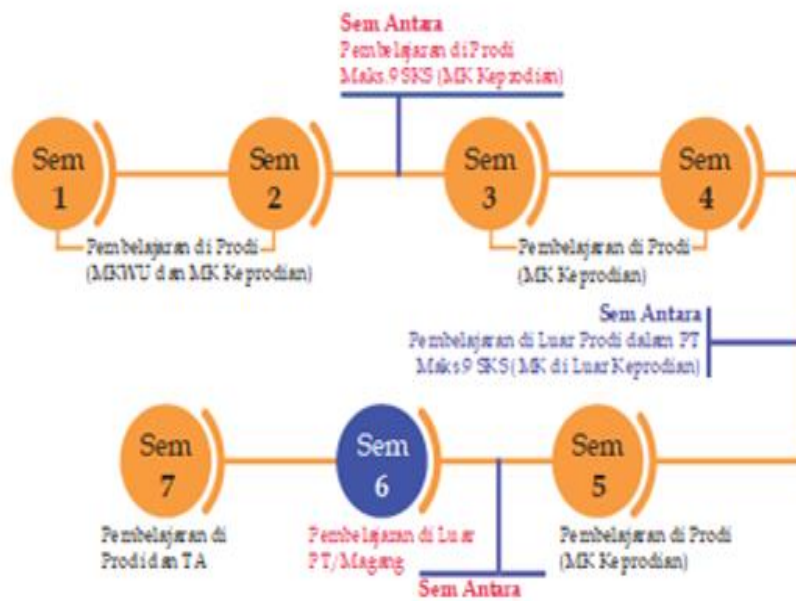 Sem Antara
Pembelajaran di Prodi
Maks.9 SKS (MK Keprodian)
Sem
1
Sem
2
Sem
3
Sem
4
Pembelajaran di Prodi
(MKWU dan MK Keprodian)
Pembelajaran di Prodi
(MK Keprodian)
Sem Antara
Pembelajaran di Luar Prodi dalam PT
Maks9 SKS (MK di Luar Keprodian)
Sem
7
Sem
6
Sem
5
Pembelajaran di
Prodi dan TA
Pembelajaran di Luar
PT/Magang
Pembelajaran di Prodi
(MK Keprodian)
Sem Antara